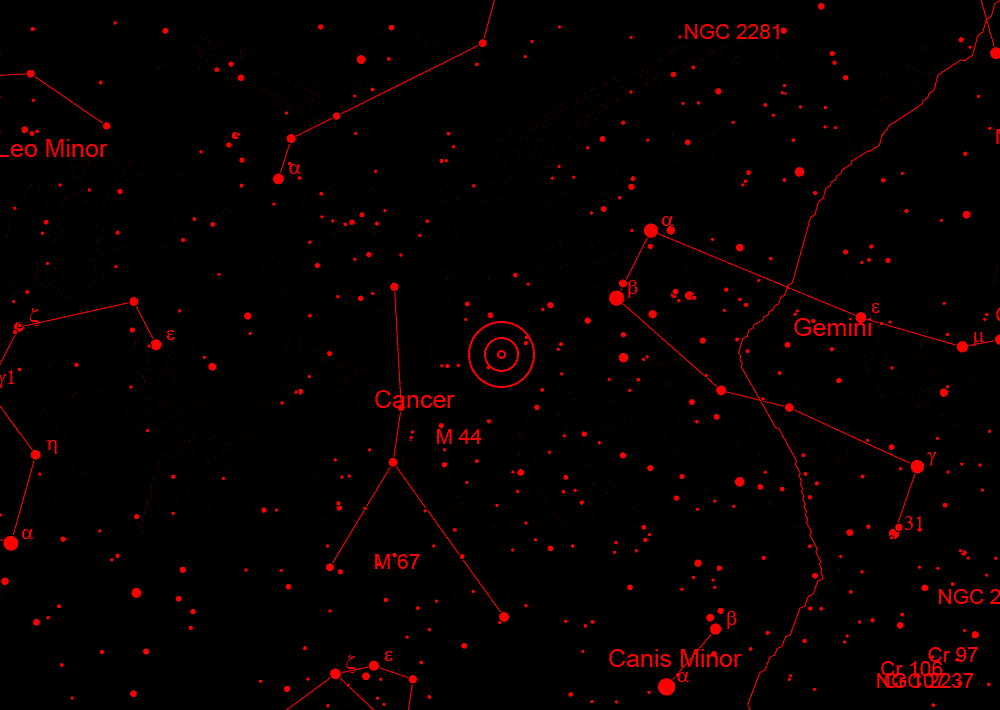 NGC 2281
Leo Minor
α
α
β
ζ
ε
ε
Gemini
μ
γ1
Cancer
M 44
η
γ
31
α
M 67
NGC 2
β
Canis Minor
ζ
ε
α
Cr 97
Cr 106